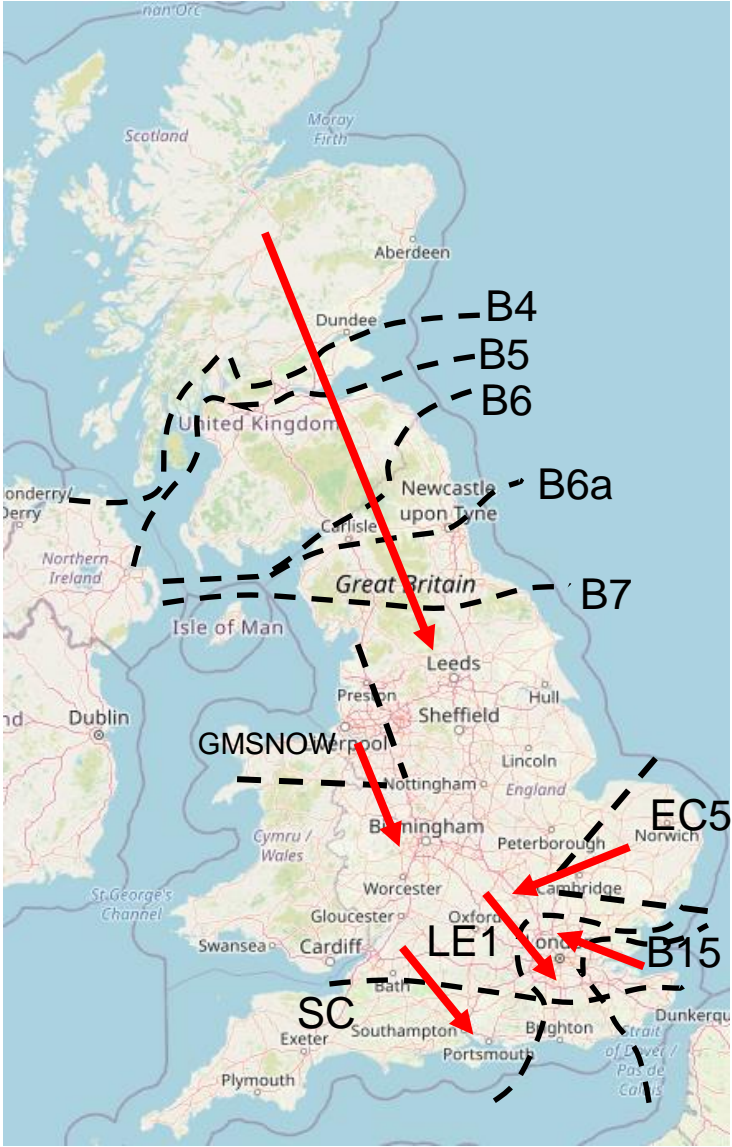 nan Orc
Moray
Firth
Scotland
Aberdeen
B4
Dundee
B5
B6
United Kingdom
B6a
Newcastle
upon Tyne
onderry/
Derry
Carlisle
Northern
Ireland
Great Britain
B7
Isle of Man
Leeds
Preston
Hull
nd
Dublin
Sheffield
GMSNOW
erpool
Lincoln
Nottingham
England
EC5
Norwich
Birmingham
Peterborough
Cymru /
Wales
Cambridge
Worcester
St George's
Channel
Gloucester
Oxford
LE1
B15
Swansea
Cardiff
Bath
SC
Southampton
Brighton
Dunkerqu
Exeter
Portsmouth
Strait
of Dover /
Pas de
Calais
Plymouth